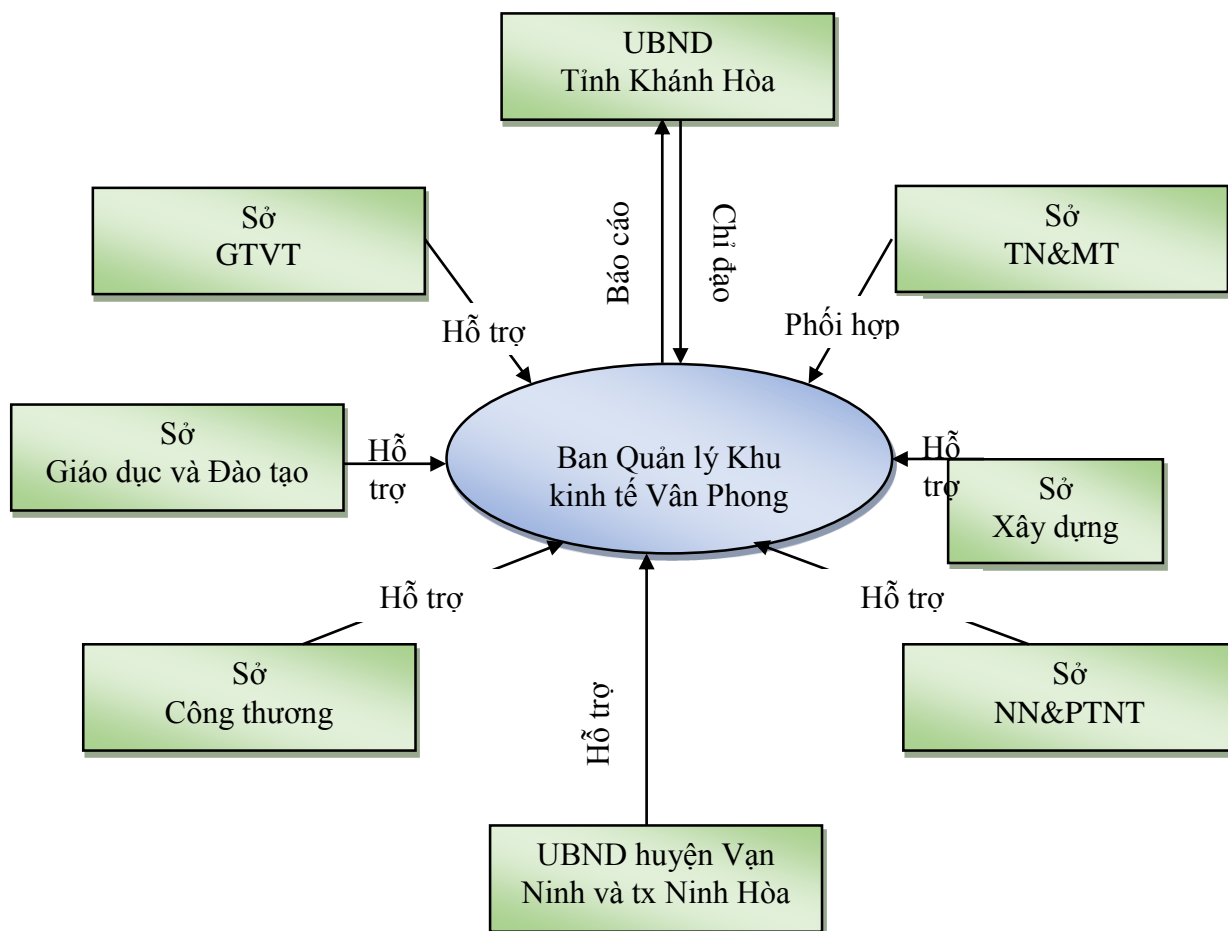 UBND
Tỉnh Khánh Hòa
Sở
GTVT
Báo cáo
Chỉ đạo
Sở
TN&MT
Hỗ trợ
Phối hợp
Sở
Giáo dục và Đào tạo
Hỗ
trợ
Ban Quản lý Khu
kinh tế Vân Phong
Hỗ
trợ
Sở
Xây dựng
Hỗ trợ
Hỗ trợ
Sở
Công thương
Hỗ trợ
Sở
NN&PTNT
UBND huyện Vạn
Ninh và tx Ninh Hòa